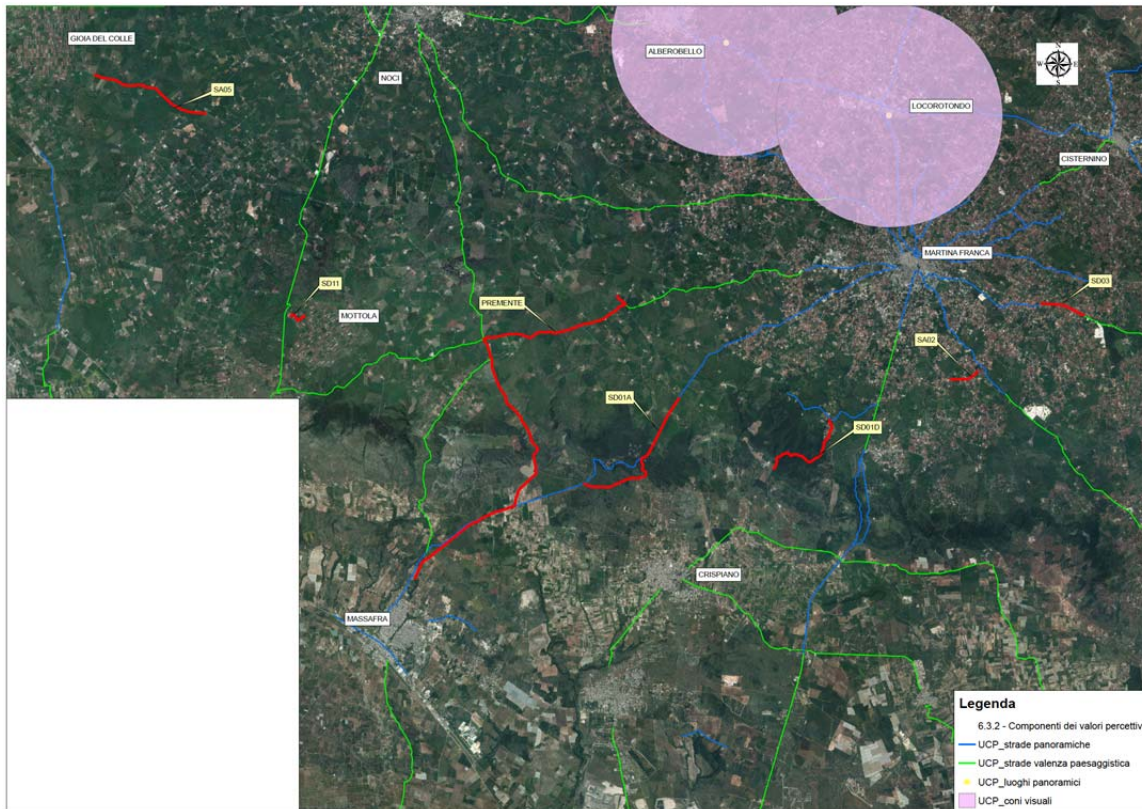 GIOIA DEL COLLE
ALBEROBELLO
N
W E
S
NOCI
SA05
LOCOROTONDO
CISTERNINO
MARTINA FRANCA
SD11
SD03
PREMENTE
MOTTOLA
SA02
SD01A
SD01D
CRISPIANO
MASSAFRA
Legenda
6.3.2 - Componenti dei valori percettiv
UCP_strade panoramiche
UCP_strade valenza paesaggistica
UCP_luoghi panoramici
UCP_coni visuali